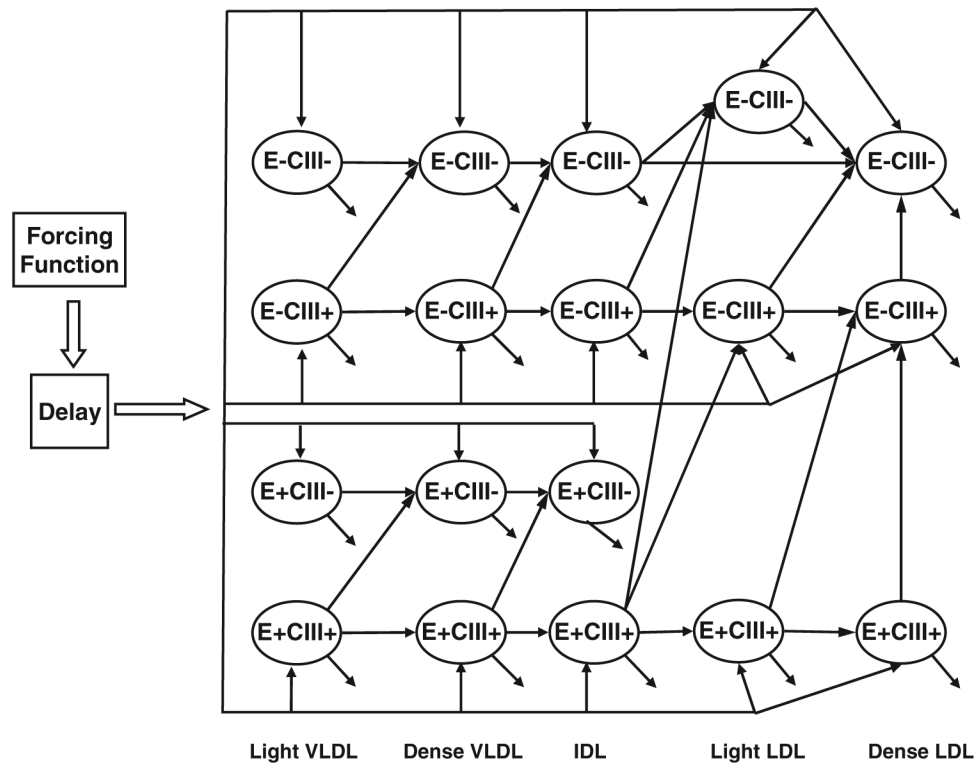 E-CIII-
E-CIII- E-CIII- E-CIII- E-CIII-
Forcing
Function
E-CIII+ E-CIII+ E-CIII+ E-CIII+ E-CIII+
Delay
E+CIII- E+CIII- E+CIII-
E+CIII+ E+CIII+ E+CIII+ E+CIII+ E+CIII+
Light VLDL Dense VLDL IDL Light LDL Dense LDL